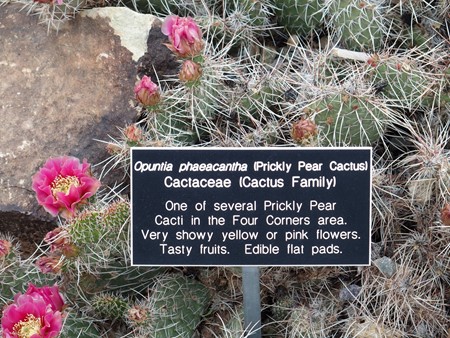 Opuntia phaeacantha (Prickly Pear Cactus)
Cactaceae (Cactus Family)
One of several Prickly Pear
Cacti in the Four Corners area.
Very showy yellow or pink flowers.
Tasty fruits. Edible flat pads.